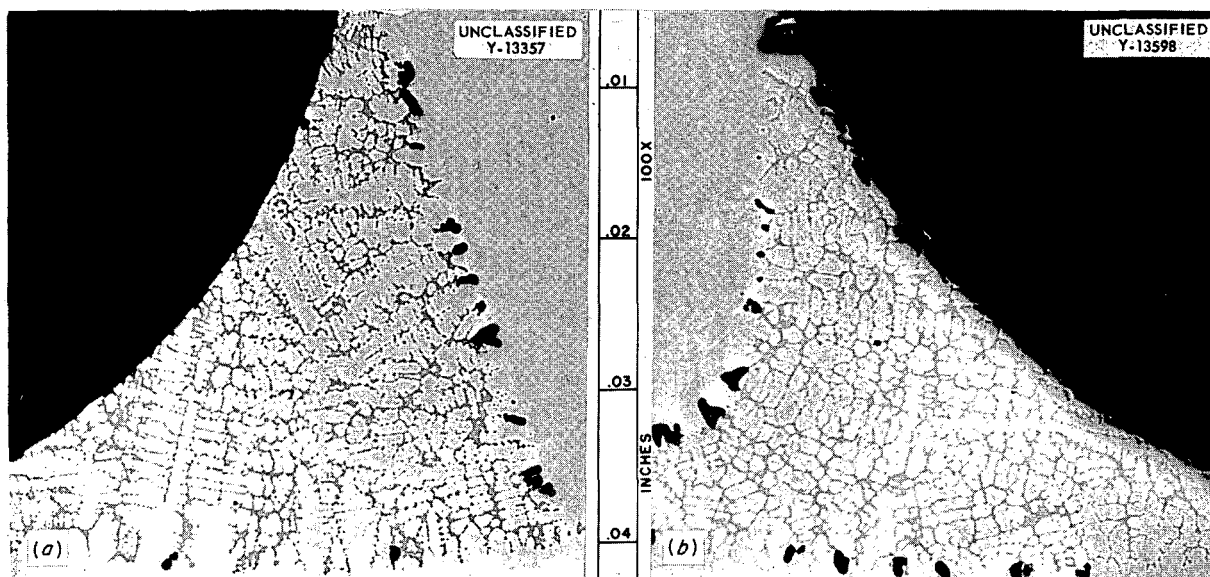 UNCLASSIFIED
Y-13357
(a)
.01
100X
.02
.03
INCHES
.04
UNCLASSIFIED
Y-13598
(b)